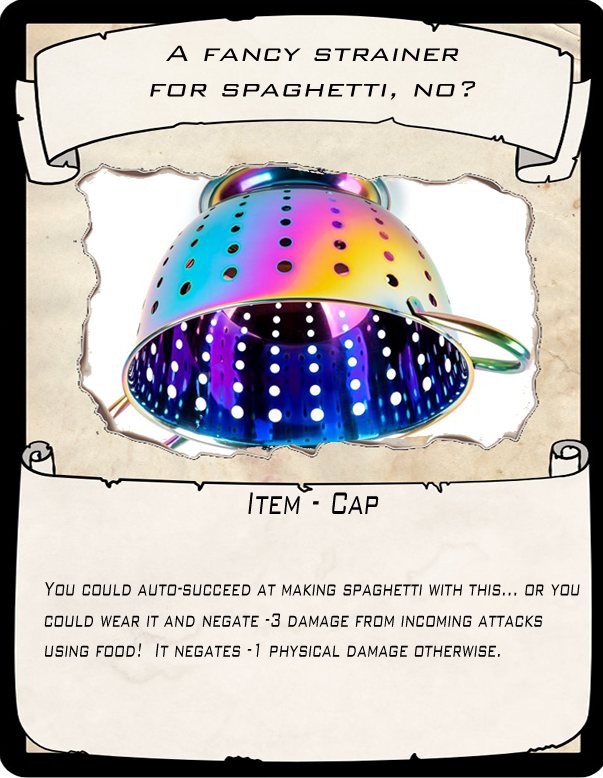 A fancy strainer
for spaghetti, no?
Item - Cap
You could auto-succeed at making spaghetti with this... or you
could wear it and negate -3 damage from incoming attacks
using food! It negates -1 physical damage otherwise.